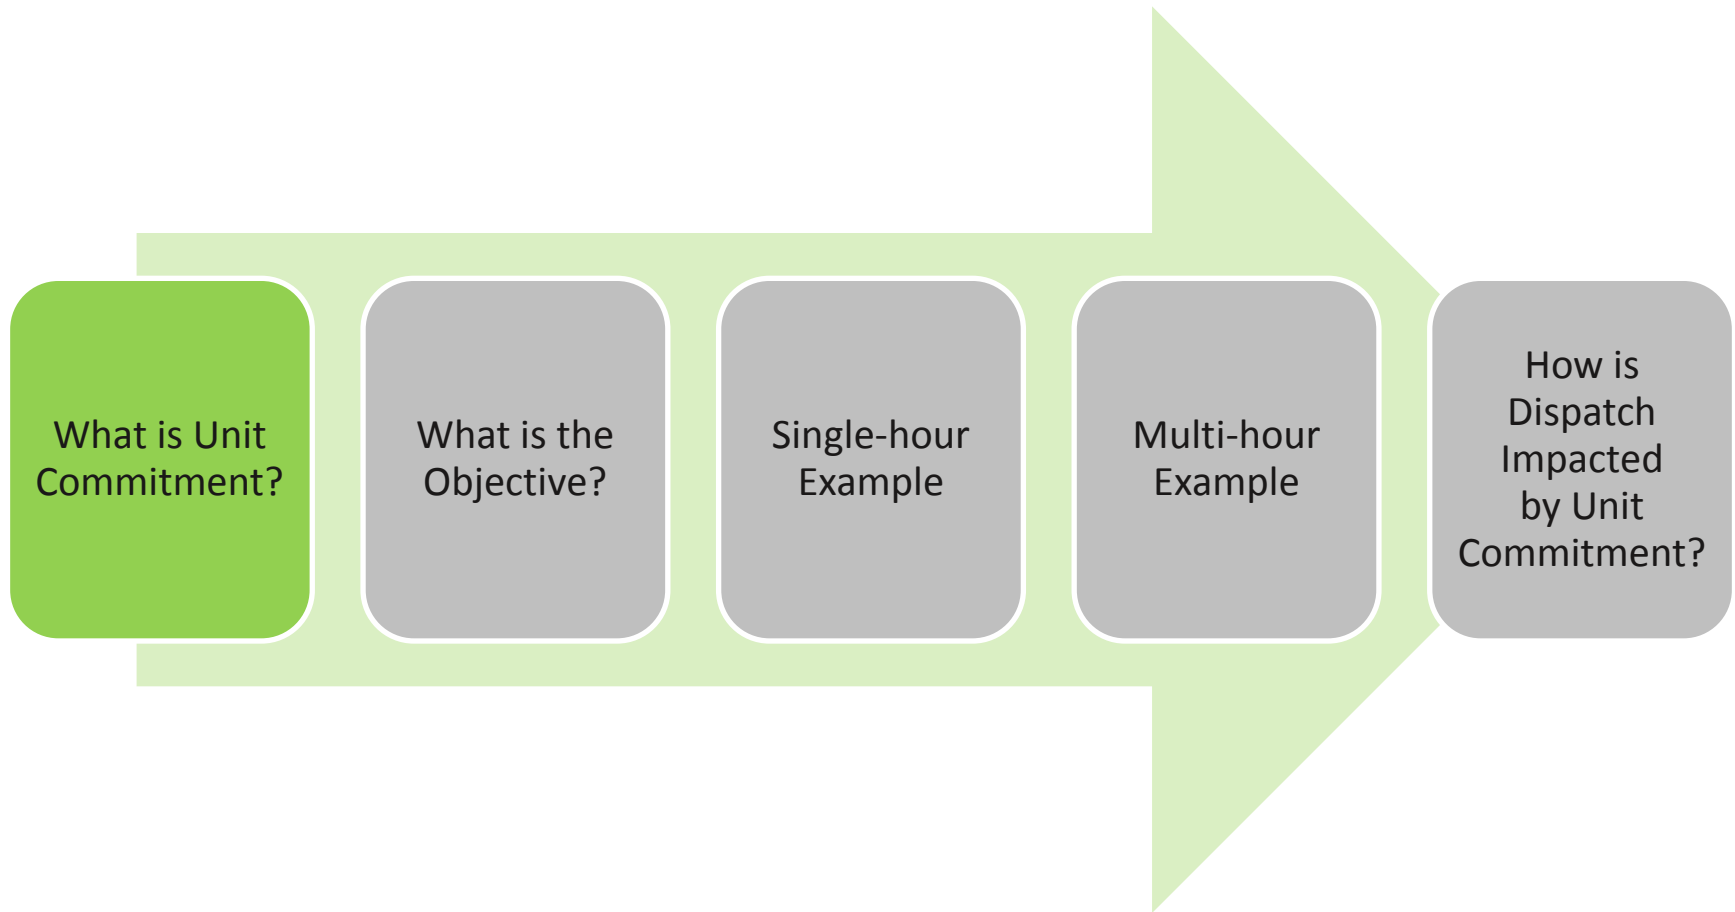 What is Unit
Commitment?
What is the
Objective?
Single-hour
Example
Multi-hour
Example
How is
Dispatch
Impacted
by Unit
Commitment?